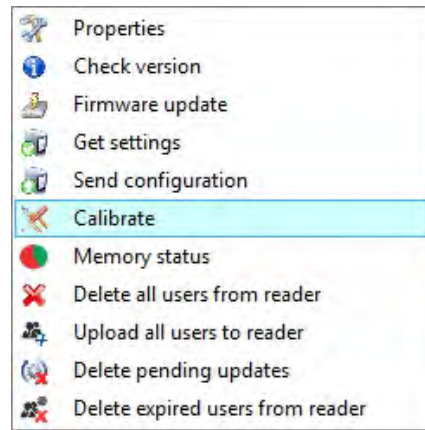 Properties
Check version
Firmware update
Get settings
Send configuration
Calibrate
Memory status
Delete all users from reader
Upload all users to reader
Delete pending updates
Delete expired users from reader